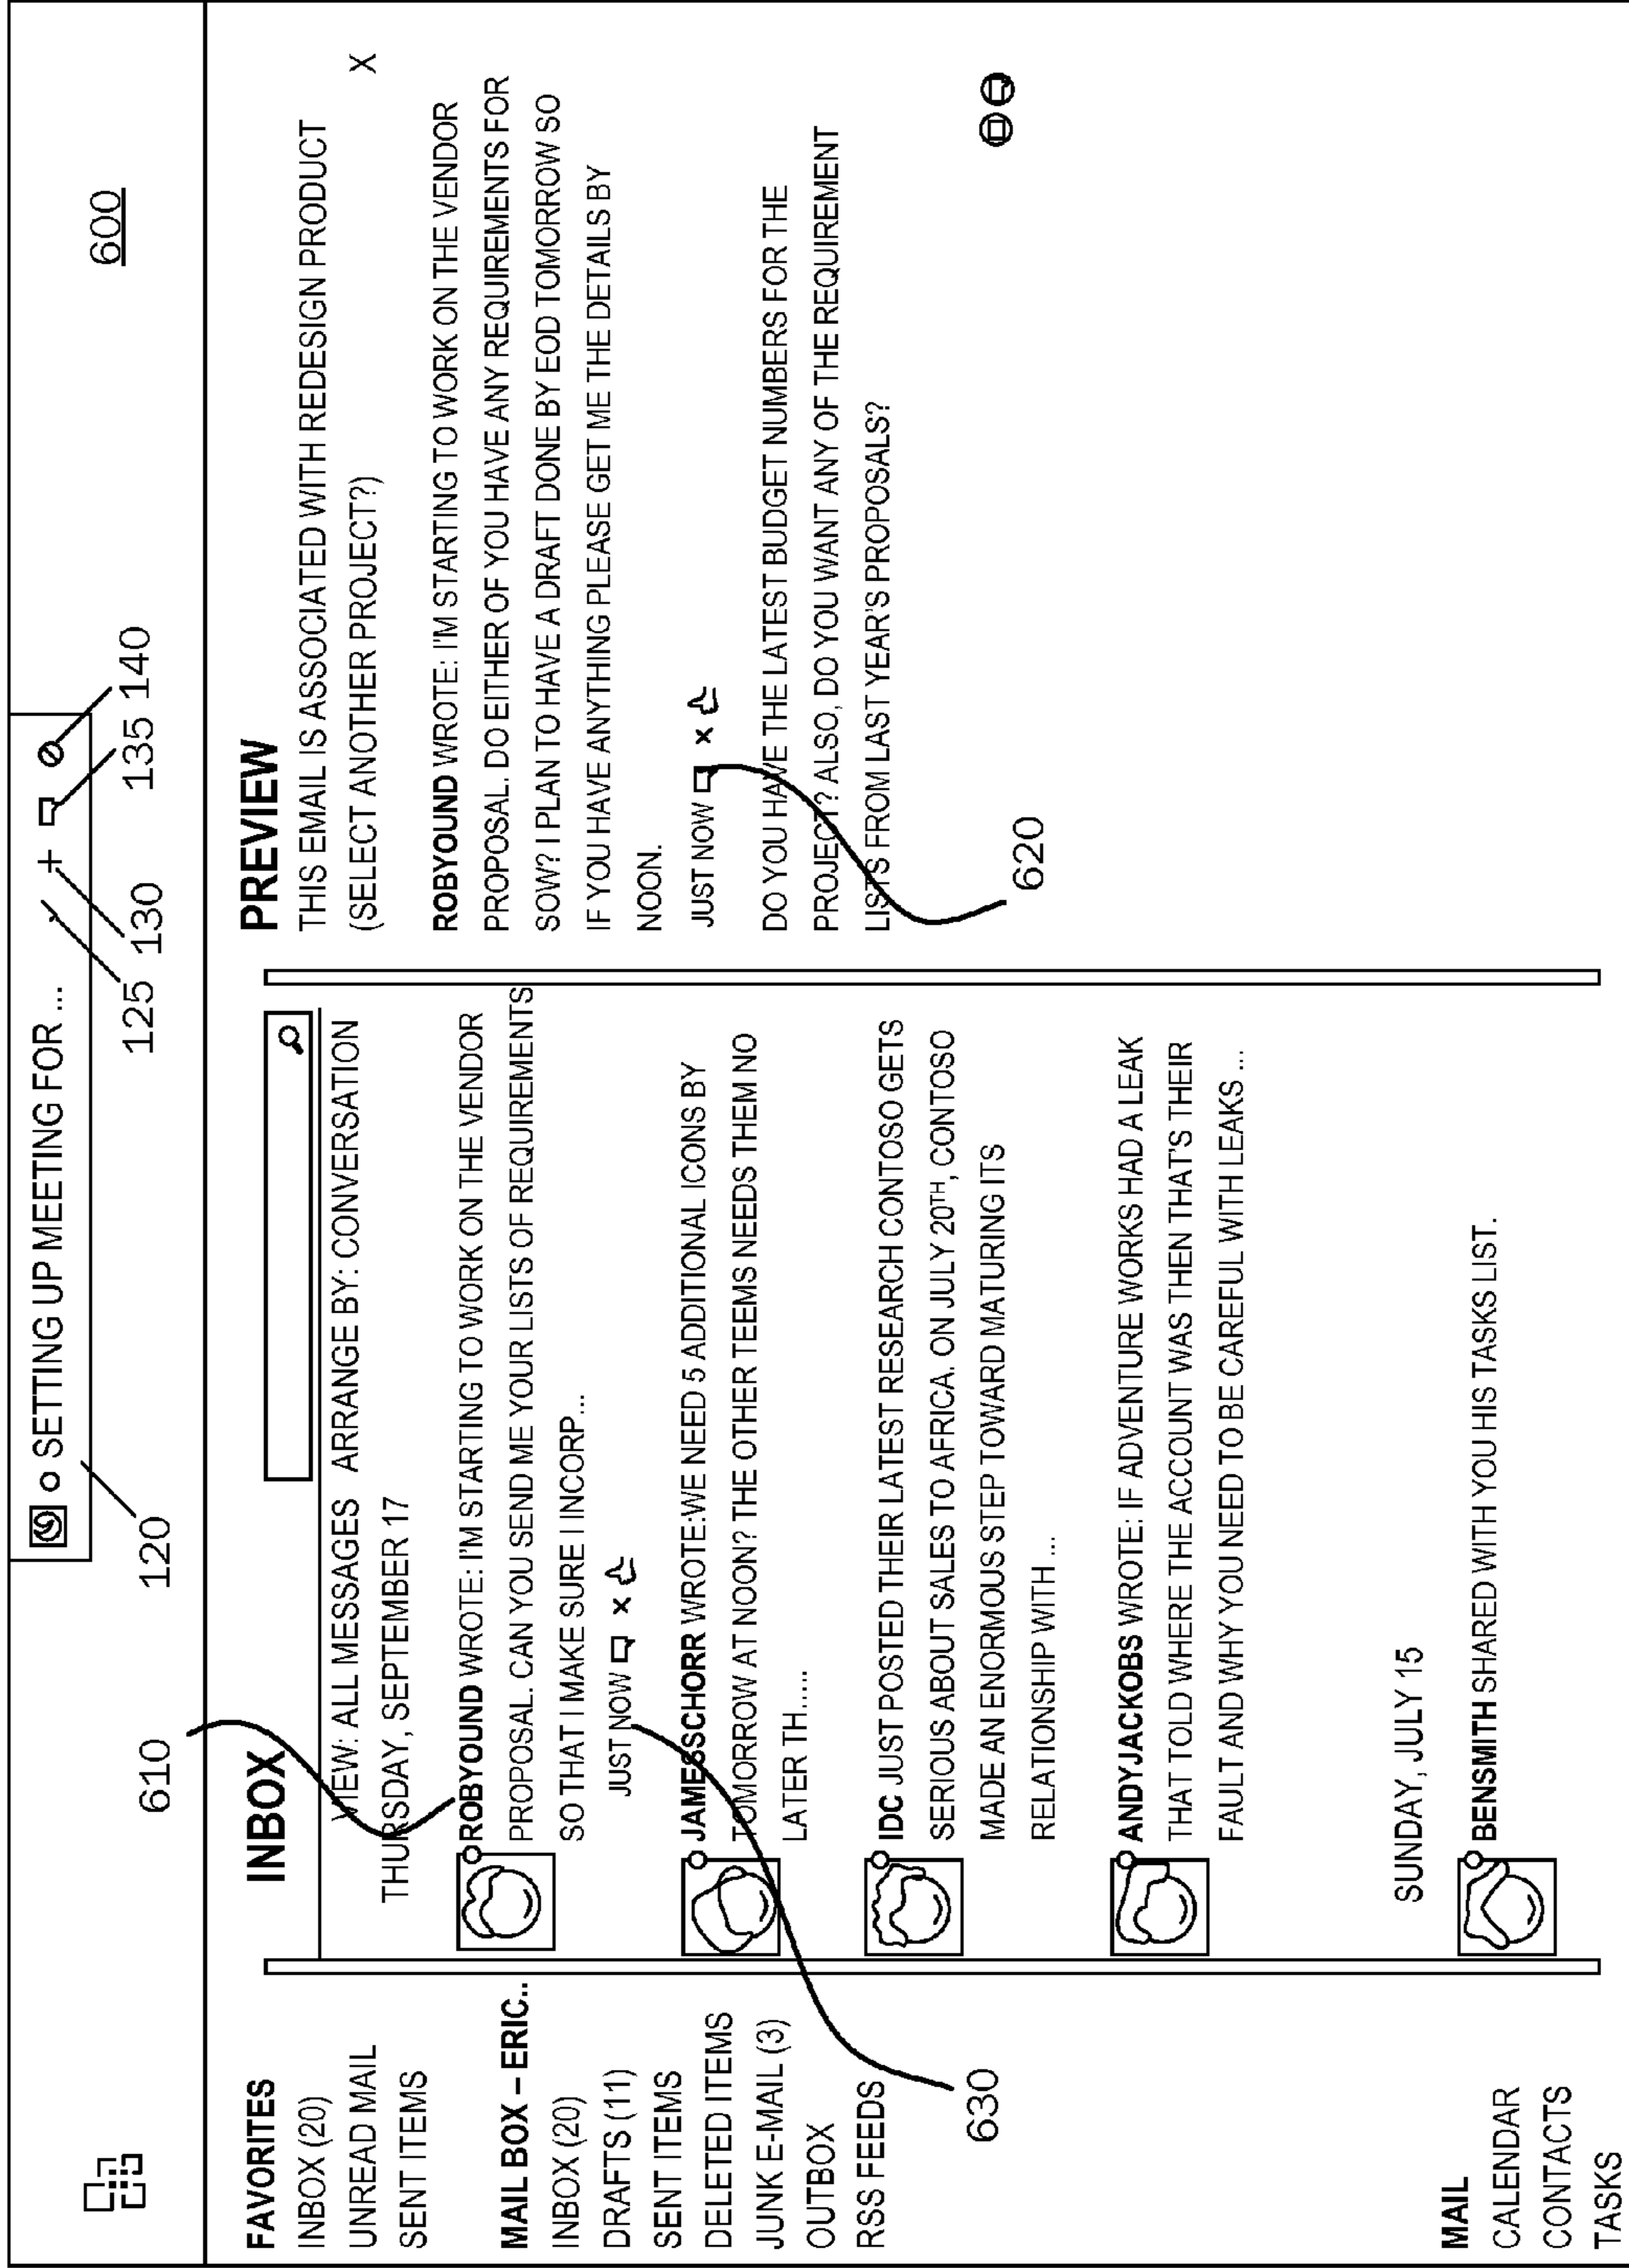 SETTING UP MEETING FOR ...
120
125
130
135
140
600
610
FAVORITES
INBOX (20)
UNREAD MAIL
SENT ITEMS
MAIL BOX – ERIC..
INBOX (20)
DRAFTS (11)
SENT ITEMS
DELETED ITEMS
JUNK E-MAIL (3)
OUTBOX
RSS FEEDS
630
MAIL
CALENDAR
CONTACTS
TASKS
INBOX
VIEW: ALL MESSAGES ARRANGE BY: CONVERSATION
THURSDAY, SEPTEMBER 17
ROBYOUND WROTE: I'M STARTING TO WORK ON THE VENDOR
PROPOSAL. CAN YOU SEND ME YOUR LISTS OF REQUIREMENTS
SO THAT I MAKE SURE I INCORP...
JUST NOW
JAMESSCHORR WROTE:WE NEED 5 ADDITIONAL ICONS BY
TOMORROW AT NOON? THE OTHER TEEMS NEEDS THEM NO
LATER TH.....
IDC JUST POSTED THEIR LATEST RESEARCH CONTOSO GETS
SERIOUS ABOUT SALES TO AFRICA. ON JULY 20TH, CONTOSO
MADE AN ENORMOUS STEP TOWARD MATURING ITS
RELATIONSHIP WITH ...
ANDYJACKOBS WROTE: IF ADVENTURE WORKS HAD A LEAK
THAT TOLD WHERE THE ACCOUNT WAS THEN THAT'S THEIR
FAULT AND WHY YOU NEED TO BE CAREFUL WITH LEAKS ...
SUNDAY, JULY 15
BENSMITH SHARED WITH YOU HIS TASKS LIST.
PREVIEW
THIS EMAIL IS ASSOCIATED WITH REDESIGN PRODUCT
(SELECT ANOTHER PROJECT?)
X
ROBYOUND WROTE: I'M STARTING TO WORK ON THE VENDOR
PROPOSAL. DO EITHER OF YOU HAVE ANY REQUIREMENTS FOR
SOW? I PLAN TO HAVE A DRAFT DONE BY EOD TOMORROW SO
IF YOU HAVE ANYTHING PLEASE GET ME THE DETAILS BY
NOON.
JUST NOW
DO YOU HAVE THE LATEST BUDGET NUMBERS FOR THE
PROJECT? ALSO, DO YOU WANT ANY OF THE REQUIREMENT
LISTS FROM LAST YEAR'S PROPOSALS?
620